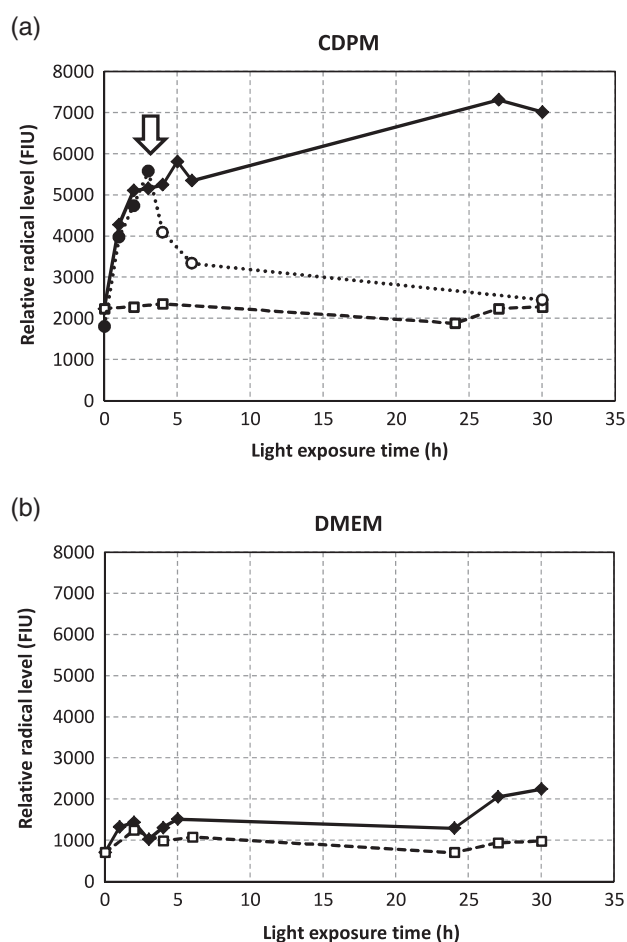 (a)
CDPM
Relative radical level (FIU)
8000
7000
6000
5000
4000
3000
2000
1000
0
0 5 10 15 20 25 30 35
Light exposure time (h)
(b)
DMEM
Relative radical level (FIU)
8000
7000
6000
5000
4000
3000
2000
1000
0
0 5 10 15 20 25 30 35
Light exposure time (h)